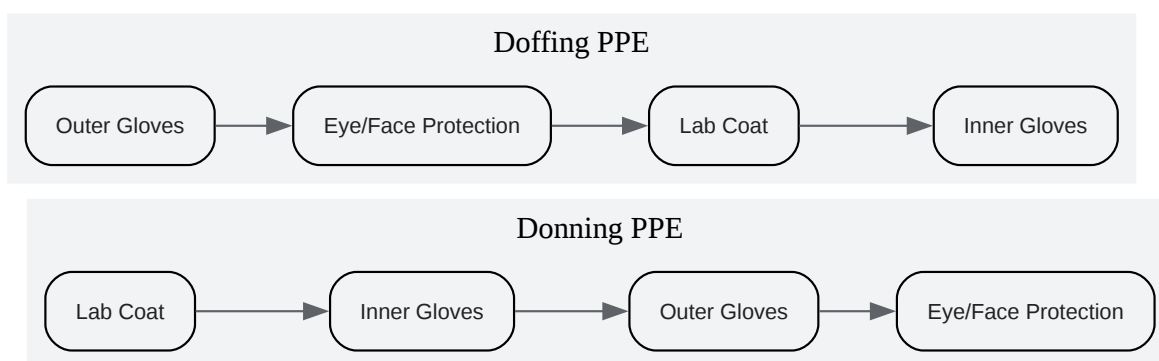 Doffing PPE
Outer Gloves
Eye/Face Protection
Lab Coat
Inner Gloves
Donning PPE
Lab Coat
Inner Gloves
Outer Gloves
Eye/Face Protection